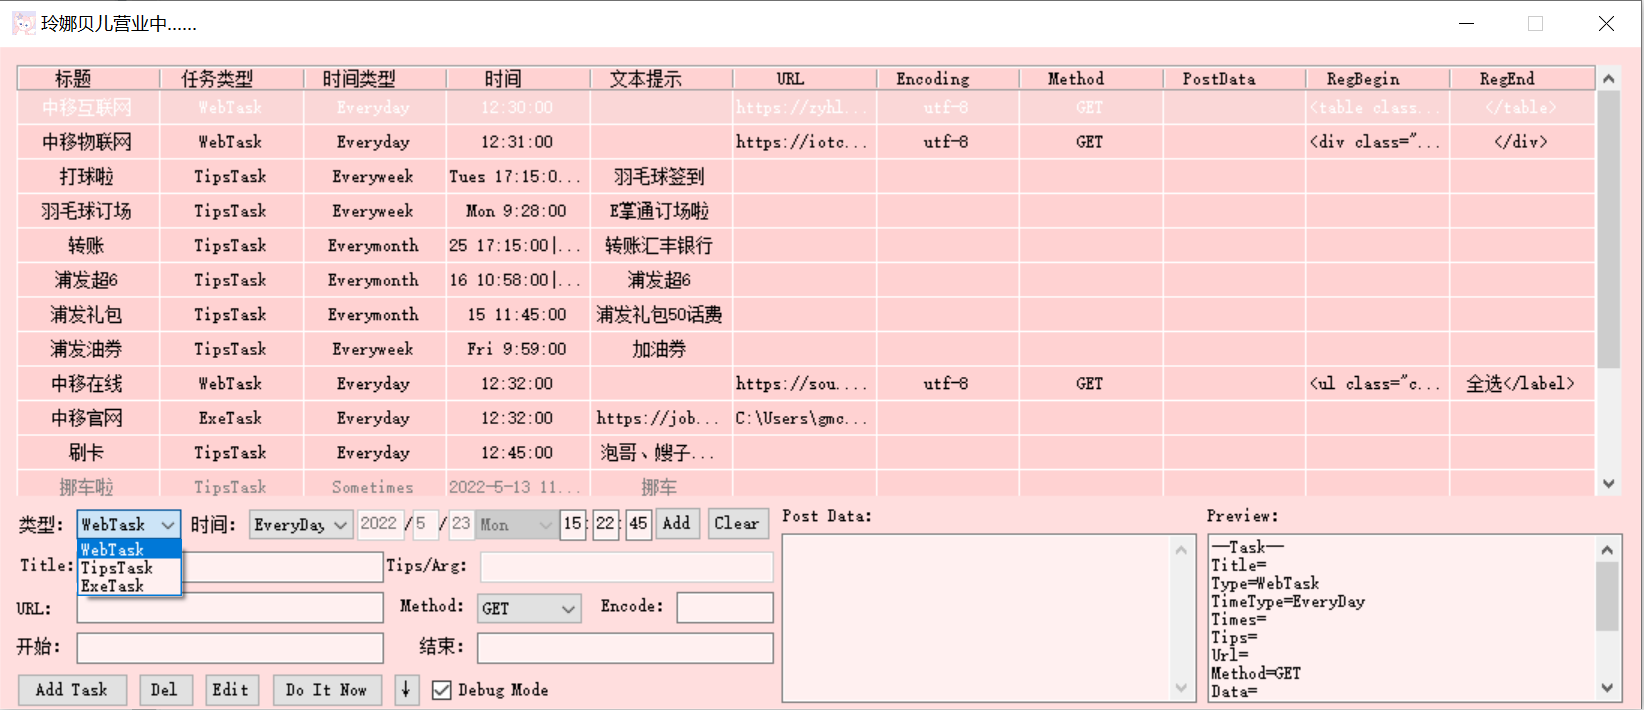 玲娜贝儿营业中......
标题 任务类型 时间类型 时间 文本提示 URL Encoding Method PostData RegBegin RegEnd
中移互联网 WebTask Everyday 12:30:00 https://zyhl... utf-8 GET <table class... </table>
中移物联网 WebTask Everyday 12:31:00 https://iotc... utf-8 GET <div class="... </div>
打球啦 TipsTask Everyweek Tues 17:15:0... 羽毛球签到
羽毛球订场 TipsTask Everyweek Mon 9:28:00 E掌通订场啦
转账 TipsTask Everymonth 25 17:15:00|... 转账汇丰银行
浦发超6 TipsTask Everymonth 16 10:58:00|... 浦发超6
浦发礼包 TipsTask Everymonth 15 11:45:00 浦发礼包50话费
浦发油券 TipsTask Everyweek Fri 9:59:00 加油券
中移在线 WebTask Everyday 12:32:00 https://sou.... utf-8 GET <ul class="c... 全选</label>
中移官网 ExeTask Everyday 12:32:00 https://job... C:\Users\gmc...
刷卡 TipsTask Everyday 12:45:00 泡哥、嫂子...
挪车啦 TipsTask Sometimes 2022-5-13 11... 挪车
类型: WebTask 时间: EveryDay 2022 / 5 / 23 Mon 15 : 22 : 45 Add Clear
WebTask
TipsTask
ExeTask
Title: Tips/Arg:
URL: Method: GET Encode:
开始: 结束:
Add Task Del Edit Do It Now ↓ Debug Mode
Post Data:
Preview:
——Task——
Title=
Type=WebTask
TimeType=EveryDay
Times=
Tips=
Url=
Method=GET
Data=